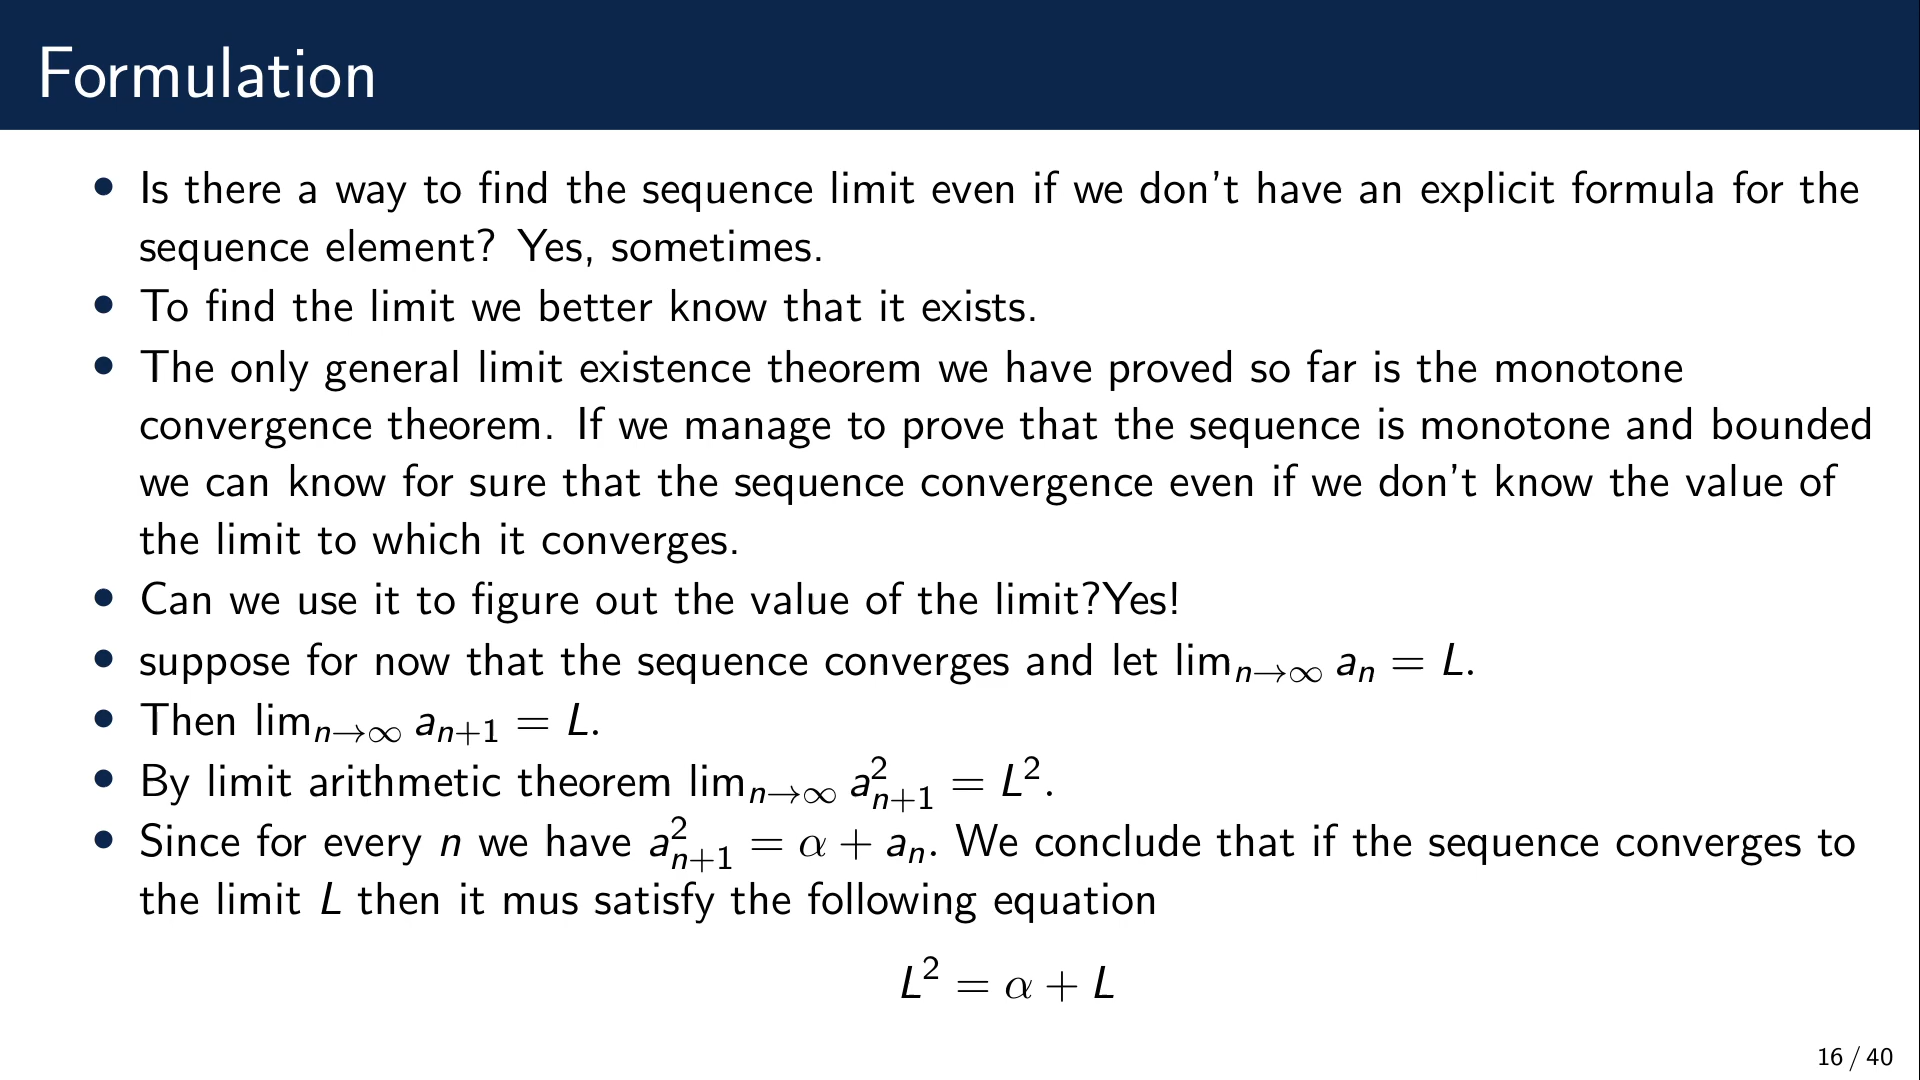 Formulation
• Is there a way to find the sequence limit even if we don't have an explicit formula for the
sequence element? Yes, sometimes.
• To find the limit we better know that it exists.
• The only general limit existence theorem we have proved so far is the monotone
convergence theorem. If we manage to prove that the sequence is monotone and bounded
we can know for sure that the sequence convergence even if we don't know the value of
the limit to which it converges.
• Can we use it to figure out the value of the limit?Yes!
• suppose for now that the sequence converges and let lim_{n→∞} a_n = L.
• Then lim_{n→∞} a_{n+1} = L.
• By limit arithmetic theorem lim_{n→∞} a_{n+1}^2 = L^2.
• Since for every n we have a_{n+1}^2 = α + a_n. We conclude that if the sequence converges to
the limit L then it mus satisfy the following equation
L^2 = α + L
16 / 40